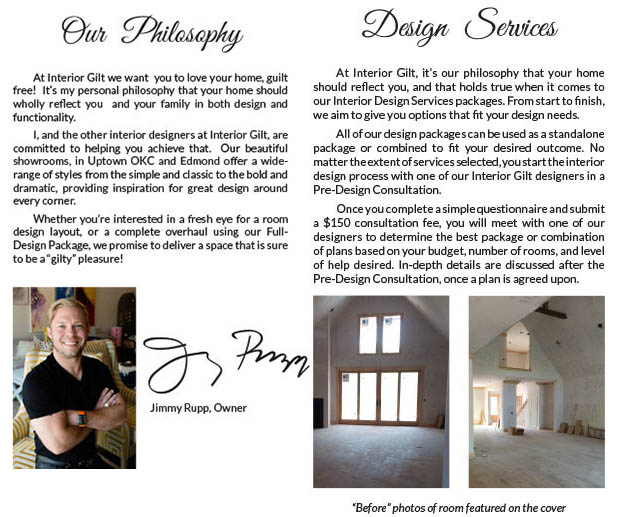 Our Philosophy
At Interior Gilt we want you to love your home, guilt
free! It's my personal philosophy that your home should
wholly reflect you and your family in both design and
functionality.
I, and the other interior designers at Interior Gilt, are
committed to helping you achieve that. Our beautiful
showrooms, in Uptown OKC and Edmond offer a wide-
range of styles from the simple and classic to the bold and
dramatic, providing inspiration for great design around
every corner.
Whether you're interested in a fresh eye for a room
design layout, or a complete overhaul using our Full-
Design Package, we promise to deliver a space that is sure
to be a "gilty" pleasure!
Jimmy Rupp
Jimmy Rupp, Owner
Design Services
At Interior Gilt, it's our philosophy that your home
should reflect you, and that holds true when it comes to
our Interior Design Services packages. From start to finish,
we aim to give you options that fit your design needs.
All of our design packages can be used as a standalone
package or combined to fit your desired outcome. No
matter the extent of services selected, you start the interior
design process with one of our Interior Gilt designers in a
Pre-Design Consultation.
Once you complete a simple questionnaire and submit
a $150 consultation fee, you will meet with one of our
designers to determine the best package or combination
of plans based on your budget, number of rooms, and level
of help desired. In-depth details are discussed after the
Pre-Design Consultation, once a plan is agreed upon.
"Before" photos of room featured on the cover